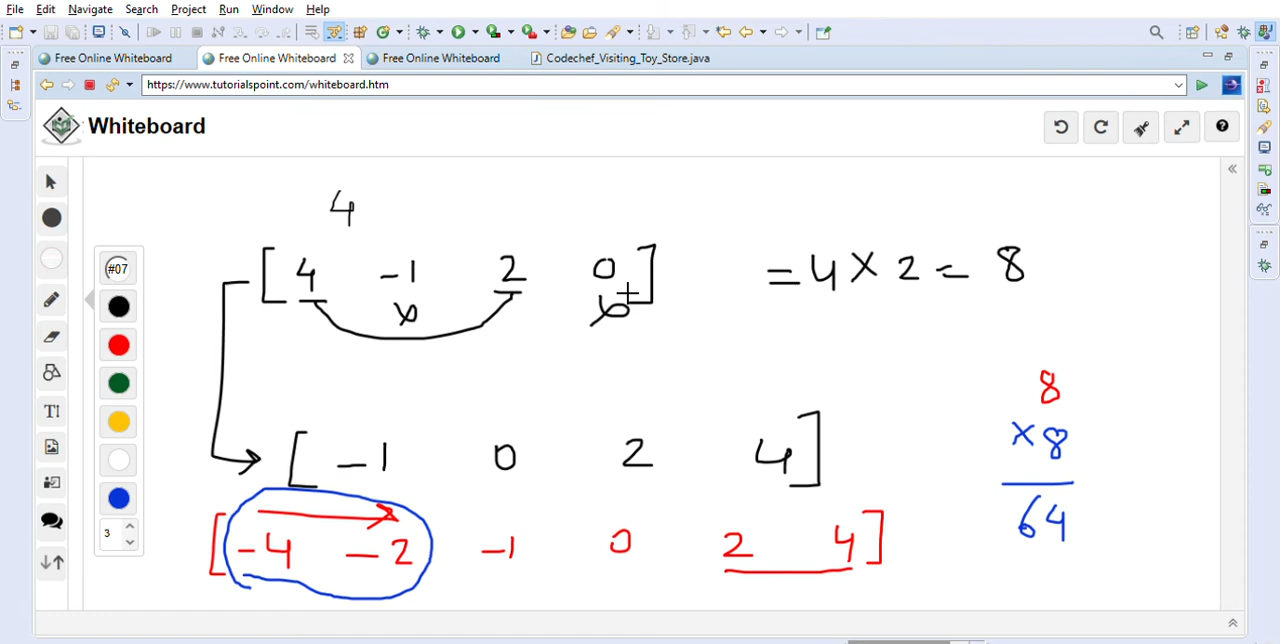 File Edit Navigate Search Project Run Window Help
Free Online Whiteboard Free Online Whiteboard Free Online Whiteboard Codechef_Visiting_Toy_Store.java
https://www.tutorialspoint.com/whiteboard.htm
Whiteboard
4
[ 4 -1 2 0 ] = 4 × 2 = 8
#07
8
× 8
64
[ -1 0 2 4 ]
[ -4 -2 -1 0 2 4 ]
TI
3